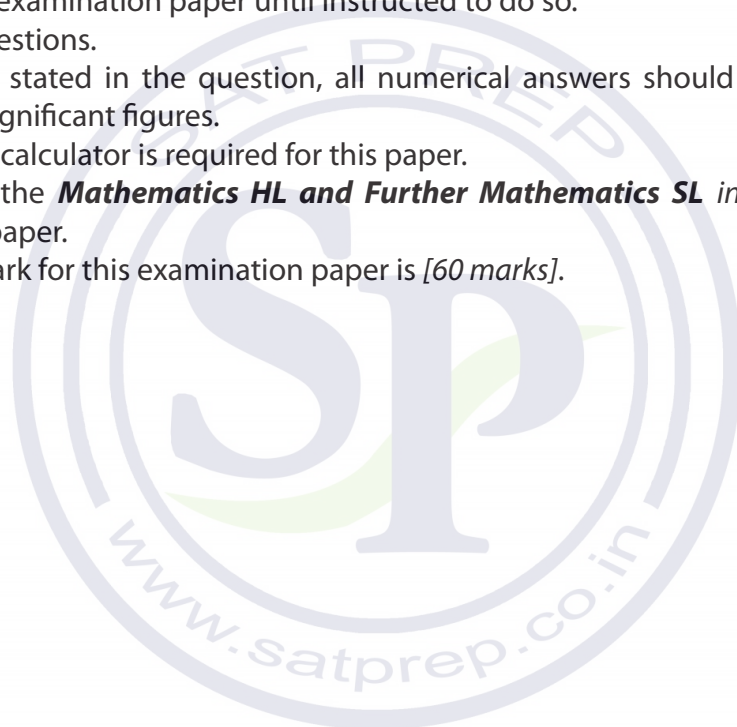 examination paper until instructed to do so.
estions.
stated in the question, all numerical answers should
gnificant figures.
calculator is required for this paper.
the Mathematics HL and Further Mathematics SL in
paper.
ark for this examination paper is [60 marks].
SAT PREP
SP
www.satprep.co.in